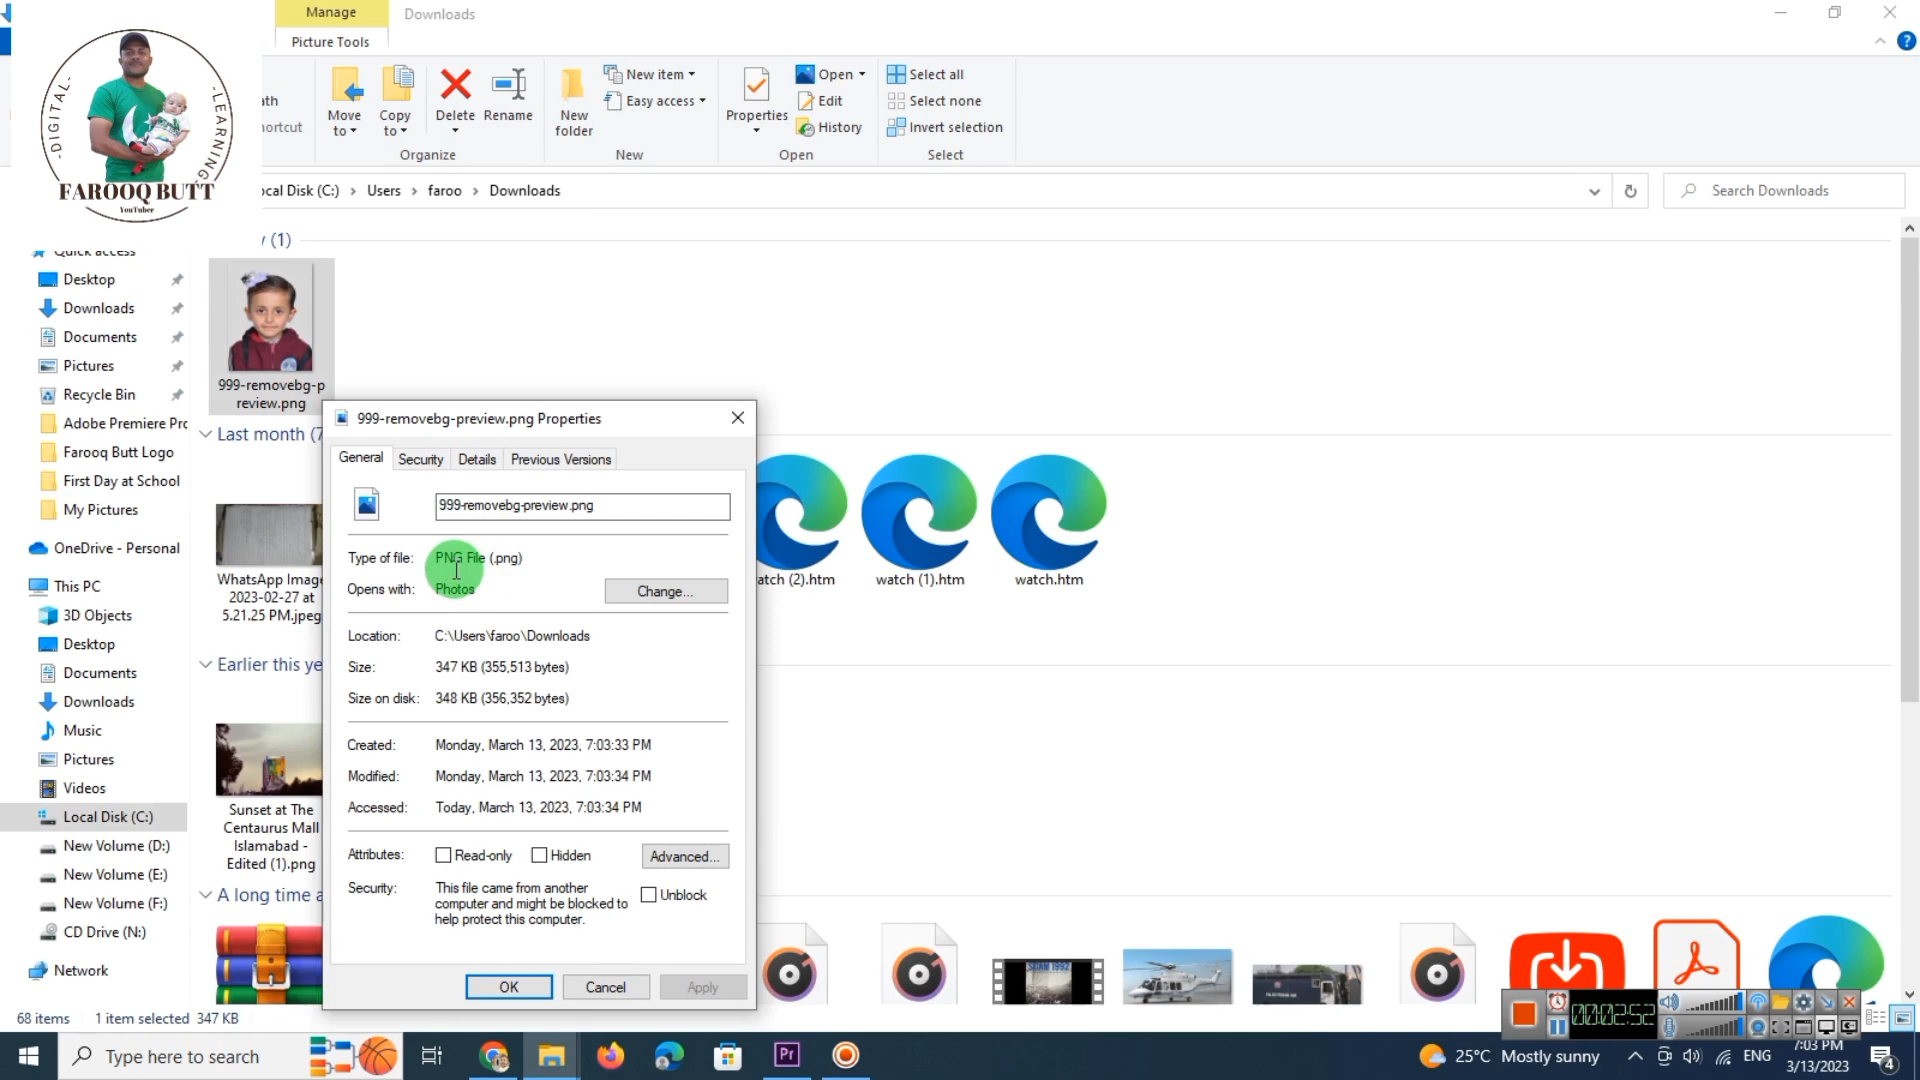 Manage
Downloads
Picture Tools
Move to
Copy to
Delete
Rename
Organize
New folder
New item
Easy access
New
Properties
Open
Edit
History
Open
Select all
Select none
Invert selection
Select
-DIGITAL-
-LEARNING-
FAROOQ BUTT
YouTuber
Users
faroo
Downloads
Search Downloads
(1)
Quick access
Desktop
Downloads
Documents
Pictures
Recycle Bin
Adobe Premiere Pro
Farooq Butt Logo
First Day at School
My Pictures
OneDrive - Personal
This PC
3D Objects
Desktop
Documents
Downloads
Music
Pictures
Videos
Local Disk (C:)
New Volume (D:)
New Volume (E:)
New Volume (F:)
CD Drive (N:)
Network
999-removebg-p
review.png
Last month (7
WhatsApp Image
2023-02-27 at
5.21.25 PM.jpeg
Earlier this ye
Sunset at The
Centaurus Mall
Islamabad -
Edited (1).png
A long time a
watch (1).htm
watch.htm
999-removebg-preview.png Properties
General
Security
Details
Previous Versions
999-removebg-preview.png
Type of file: PNG File (.png)
Opens with: Photos
Change...
Location: C:\Users\faroo\Downloads
Size: 347 KB (355,513 bytes)
Size on disk: 348 KB (356,352 bytes)
Created: Monday, March 13, 2023, 7:03:33 PM
Modified: Monday, March 13, 2023, 7:03:34 PM
Accessed: Today, March 13, 2023, 7:03:34 PM
Attributes: Read-only Hidden
Advanced...
Security: This file came from another
computer and might be blocked to
help protect this computer.
Unblock
OK
Cancel
Apply
68 items 1 item selected 347 KB
00:02:52
Type here to search
Pr
25°C Mostly sunny
ENG
7:03 PM
3/13/2023
4